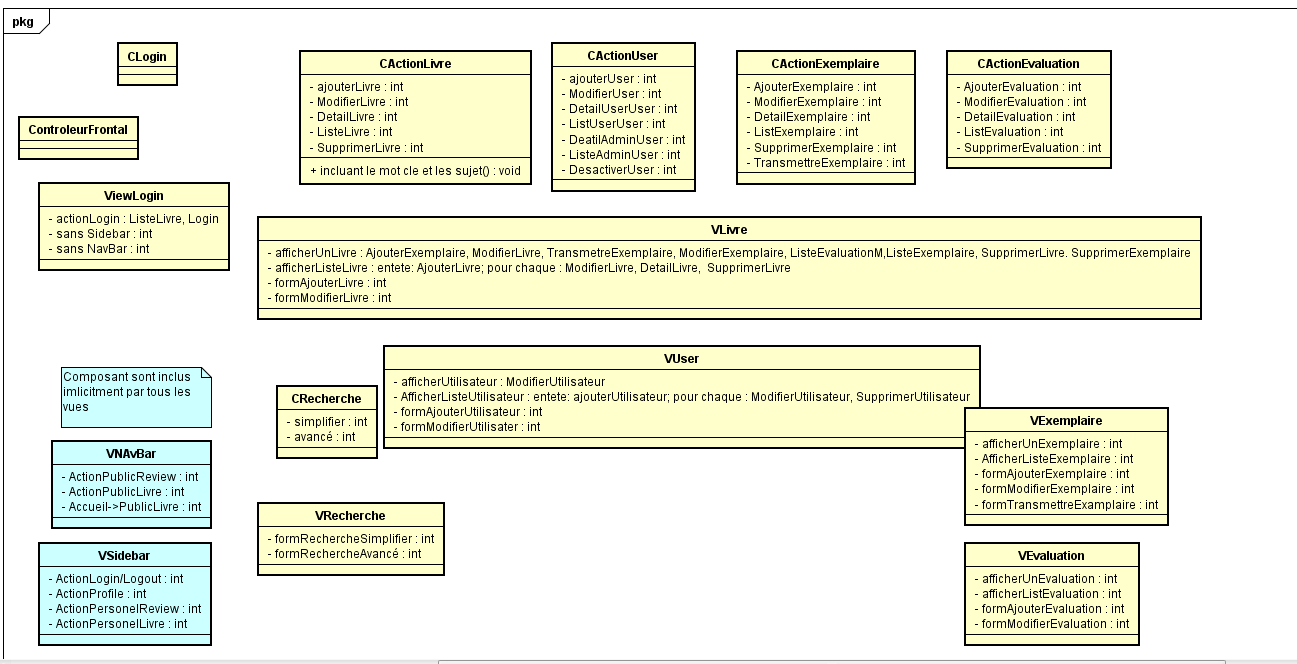 pkg
CLogin
ControleurFrontal
ViewLogin
- actionLogin : ListeLivre, Login
- sans Sidebar : int
- sans NavBar : int
CActionLivre
- ajouterLivre : int
- ModifierLivre : int
- DetailLivre : int
- ListeLivre : int
- SupprimerLivre : int
+ incluant le mot cle et les sujet() : void
CActionUser
- ajouterUser : int
- ModifierUser : int
- DetailUserUser : int
- ListUserUser : int
- DeatilAdminUser : int
- ListeAdminUser : int
- DesactiverUser : int
CActionExemplaire
- AjouterExemplaire : int
- ModifierExemplaire : int
- DetailExemplaire : int
- ListExemplaire : int
- SupprimerExemplaire : int
- TransmettreExemplaire : int
CActionEvaluation
- AjouterEvaluation : int
- ModifierEvaluation : int
- DetailEvaluation : int
- ListEvaluation : int
- SupprimerEvaluation : int
VLivre
- afficherUnLivre : AjouterExemplaire, ModifierLivre, TransmetreExemplaire, ModifierExemplaire, ListeEvaluationM,ListeExemplaire, SupprimerLivre. SupprimerExemplaire
- afficherListeLivre : entete: AjouterLivre; pour chaque : ModifierLivre, DetailLivre,  SupprimerLivre
- formAjouterLivre : int
- formModifierLivre : int
Composant sont inclus
imlicitment par tous les
vues
VNAvBar
- ActionPublicReview : int
- ActionPublicLivre : int
- Accueil->PublicLivre : int
VSidebar
- ActionLogin/Logout : int
- ActionProfile : int
- ActionPersonelReview : int
- ActionPersonelLivre : int
CRecherche
- simplifier : int
- avancé : int
VUser
- afficherUtilisateur : ModifierUtilisateur
- AfficherListeUtilisateur : entete: ajouterUtilisateur; pour chaque : ModifierUtilisateur, SupprimerUtilisateur
- formAjouterUtilisateur : int
- formModifierUtilisater : int
VRecherche
- formRechercheSimplifier : int
- formRechercheAvancé : int
VExemplaire
- afficherUnExemplaire : int
- AfficherListeExemplaire : int
- formAjouterExemplaire : int
- formModifierExemplaire : int
- formTransmettreExamplaire : int
VEvaluation
- afficherUnEvaluation : int
- afficherListEvaluation : int
- formAjouterEvaluation : int
- formModifierEvaluation : int